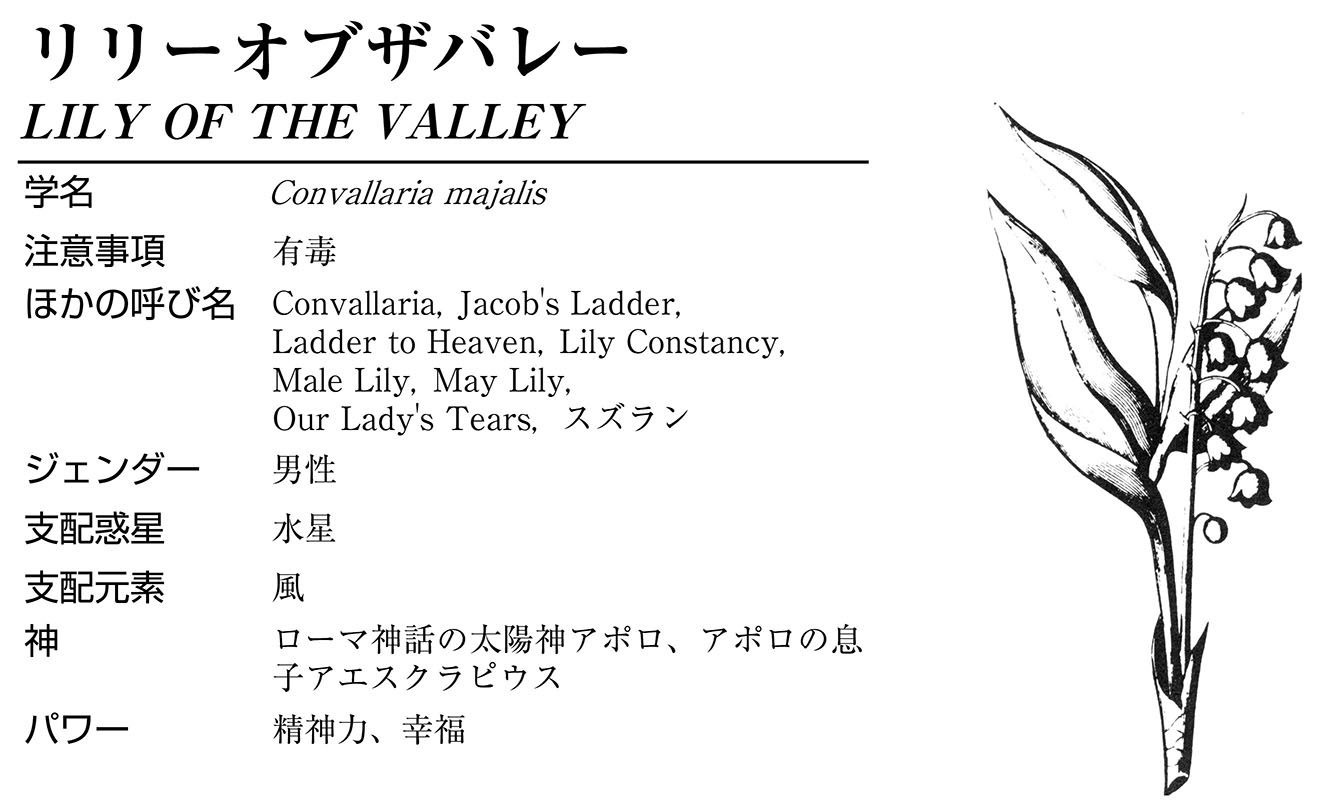 リリーオブザバレー
LILY OF THE VALLEY
学名 Convallaria majalis
注意事項 有毒
ほかの呼び名 Convallaria, Jacob's Ladder,
Ladder to Heaven, Lily Constancy,
Male Lily, May Lily,
Our Lady's Tears, スズラン
ジェンダー 男性
支配惑星 水星
支配元素 風
神 ローマ神話の太陽神アポロ、アポロの息
子アエスクラピウス
パワー 精神力、幸福